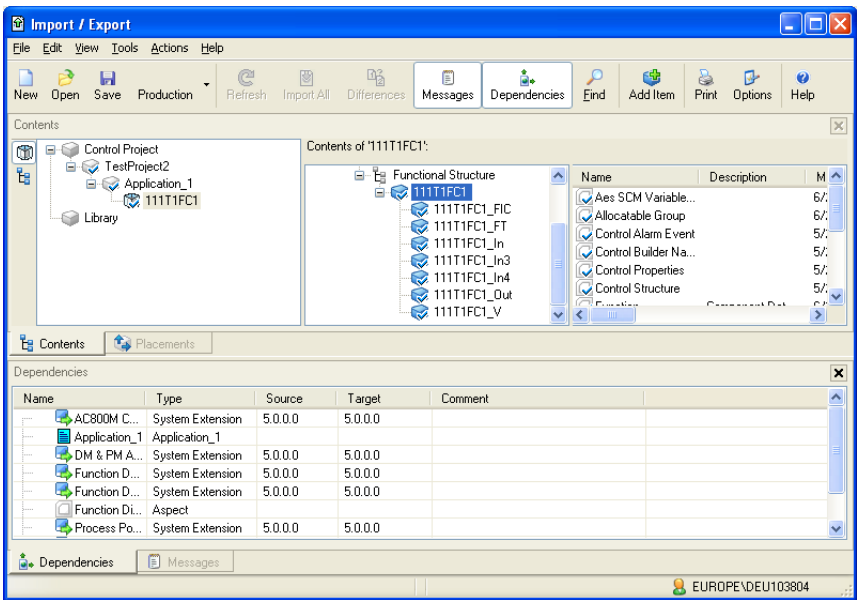 Import / Export
File Edit View Tools Actions Help
New Open Save Production Refresh Import All Differences Messages Dependencies Find Add Item Print Options Help
Contents
Control Project
TestProject2
Application_1
111T1FC1
Library
Contents of '111T1FC1':
Functional Structure
111T1FC1
111T1FC1_FIC
111T1FC1_FT
111T1FC1_In
111T1FC1_In3
111T1FC1_In4
111T1FC1_Out
111T1FC1_V
Name Description M
Aes SCM Variable... 6/
Allocatable Group 6/
Control Alarm Event 5/
Control Builder Na... 5/
Control Properties 5/
Control Structure 5/
Contents Placements
Dependencies
Name Type Source Target Comment
AC800M C... System Extension 5.0.0.0 5.0.0.0
Application_1 Application_1
DM & PM A... System Extension 5.0.0.0 5.0.0.0
Function D... System Extension 5.0.0.0 5.0.0.0
Function D... System Extension 5.0.0.0 5.0.0.0
Function Di... Aspect
Process Po... System Extension 5.0.0.0 5.0.0.0
Dependencies Messages
EUROPE\DEU103804